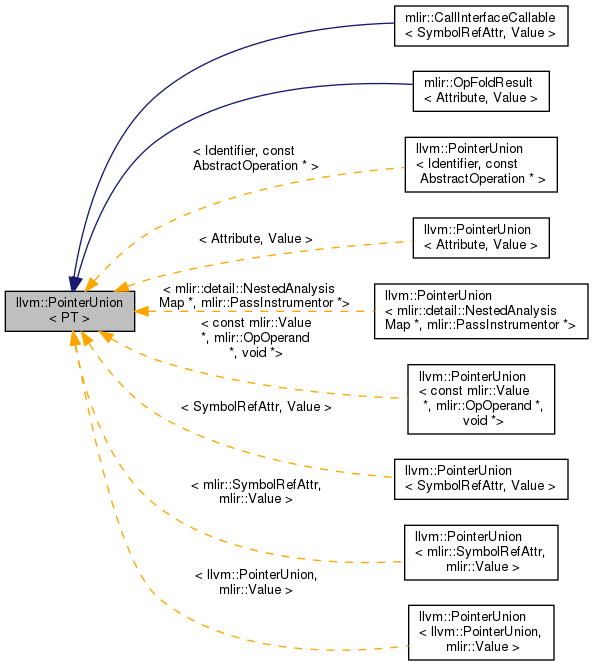 mlir::CallInterfaceCallable
< SymbolRefAttr, Value >
mlir::OpFoldResult
< Attribute, Value >
< Identifier, const
AbstractOperation * >
llvm::PointerUnion
< Identifier, const
AbstractOperation * >
< Attribute, Value >
llvm::PointerUnion
< Attribute, Value >
llvm::PointerUnion
< PT >
< mlir::detail::NestedAnalysis
Map *, mlir::PassInstrumentor *>
llvm::PointerUnion
< mlir::detail::NestedAnalysis
Map *, mlir::PassInstrumentor *>
< const mlir::Value
*, mlir::OpOperand
*, void *>
llvm::PointerUnion
< const mlir::Value
*, mlir::OpOperand *,
void *>
< SymbolRefAttr, Value >
llvm::PointerUnion
< SymbolRefAttr, Value >
< mlir::SymbolRefAttr,
mlir::Value >
llvm::PointerUnion
< mlir::SymbolRefAttr,
mlir::Value >
< llvm::PointerUnion,
mlir::Value >
llvm::PointerUnion
< llvm::PointerUnion,
mlir::Value >